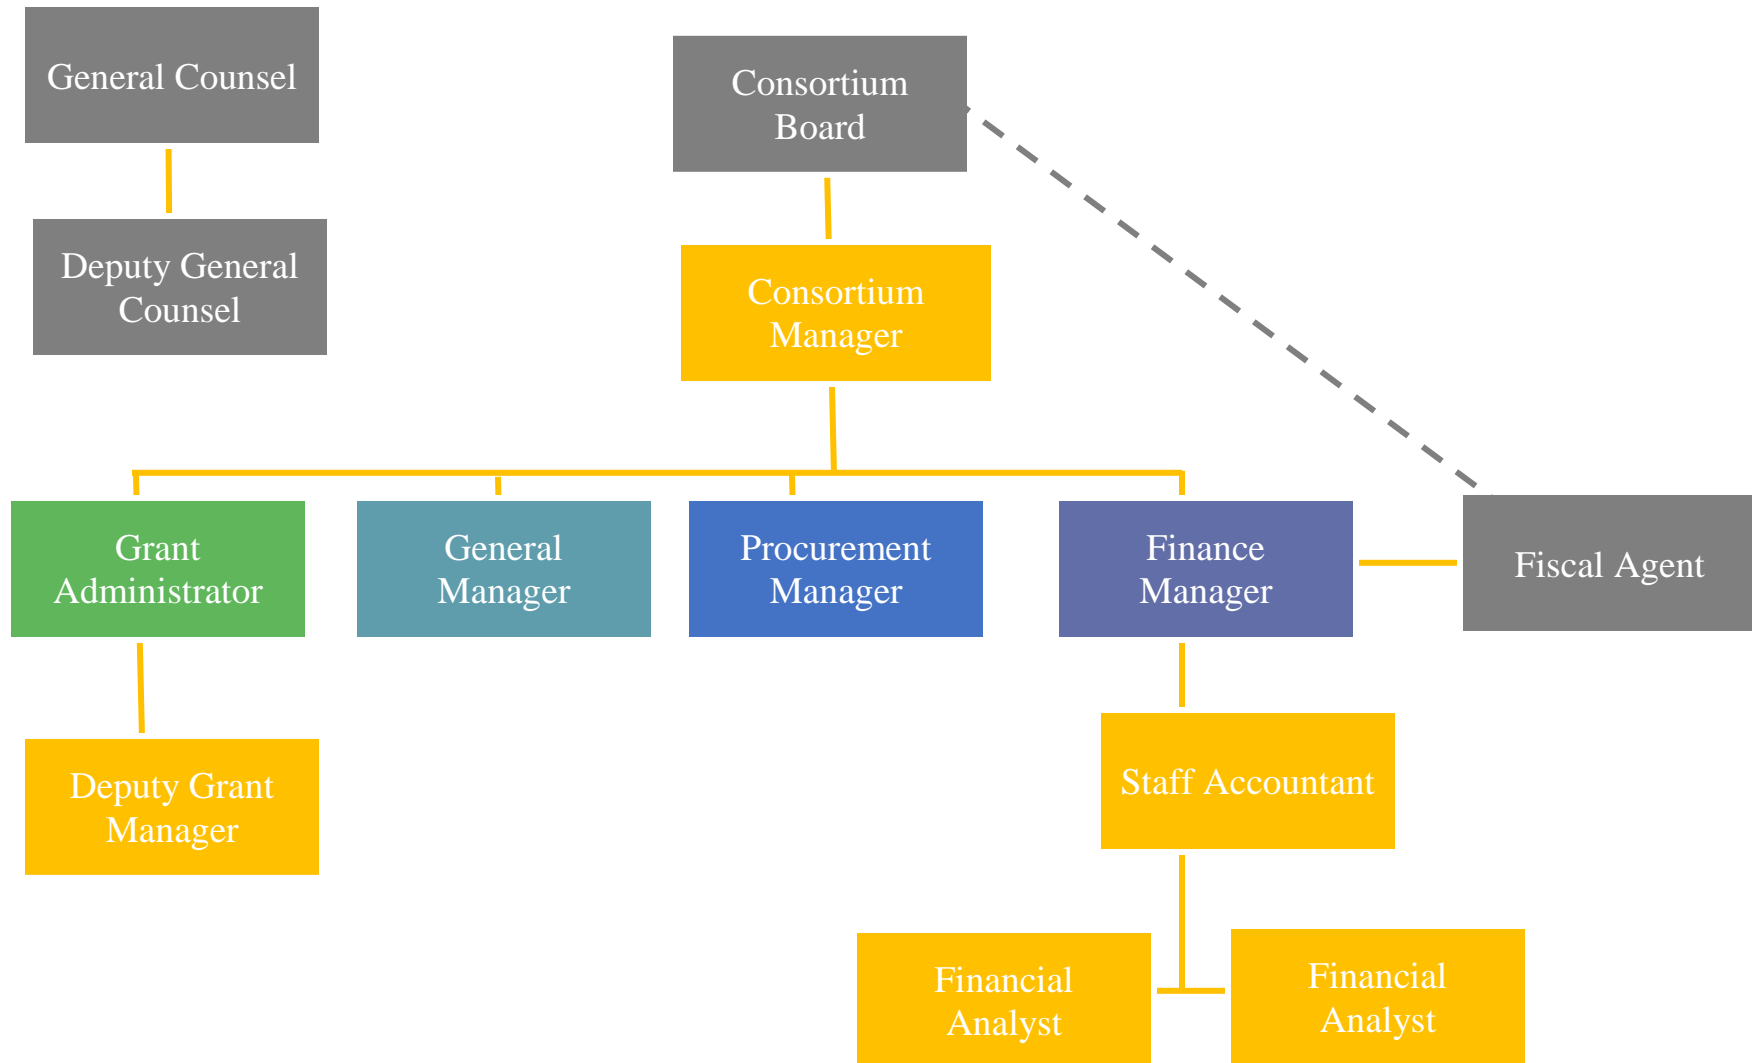 General Counsel
Consortium
Board
Deputy General
Counsel
Consortium
Manager
Grant
Administrator
General
Manager
Procurement
Manager
Finance
Manager
Fiscal Agent
Deputy Grant
Manager
Staff Accountant
Financial
Analyst
Financial
Analyst